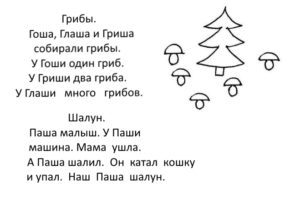 Грибы.
Гоша, Глаша и Гриша
собирали грибы.
У Гоши один гриб.
У Гриши два гриба.
У Глаши много грибов.
Шалун.
Паша малыш. У Паши
машина. Мама ушла.
А Паша шалил. Он катал кошку
и упал. Наш Паша шалун.